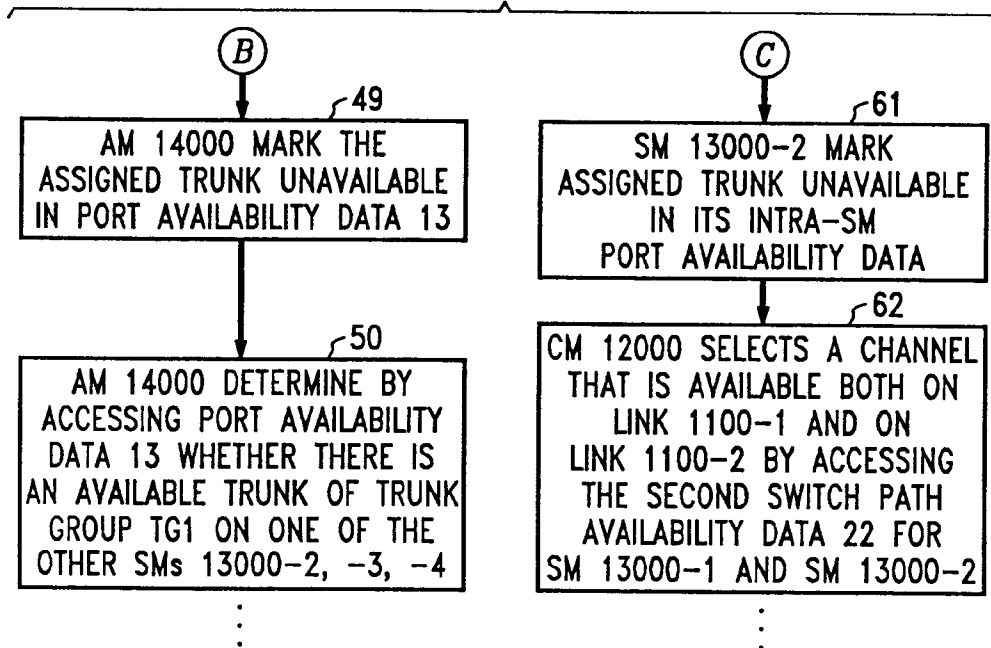 B
49
AM 14000 MARK THE
ASSIGNED TRUNK UNAVAILABLE
IN PORT AVAILABILITY DATA 13
50
AM 14000 DETERMINE BY
ACCESSING PORT AVAILABILITY
DATA 13 WHETHER THERE IS
AN AVAILABLE TRUNK OF TRUNK
GROUP TG1 ON ONE OF THE
OTHER SMs 13000-2, -3, -4
C
61
SM 13000-2 MARK
ASSIGNED TRUNK UNAVAILABLE
IN ITS INTRA-SM
PORT AVAILABILITY DATA
62
CM 12000 SELECTS A CHANNEL
THAT IS AVAILABLE BOTH ON
LINK 1100-1 AND ON
LINK 1100-2 BY ACCESSING
THE SECOND SWITCH PATH
AVAILABILITY DATA 22 FOR
SM 13000-1 AND SM 13000-2